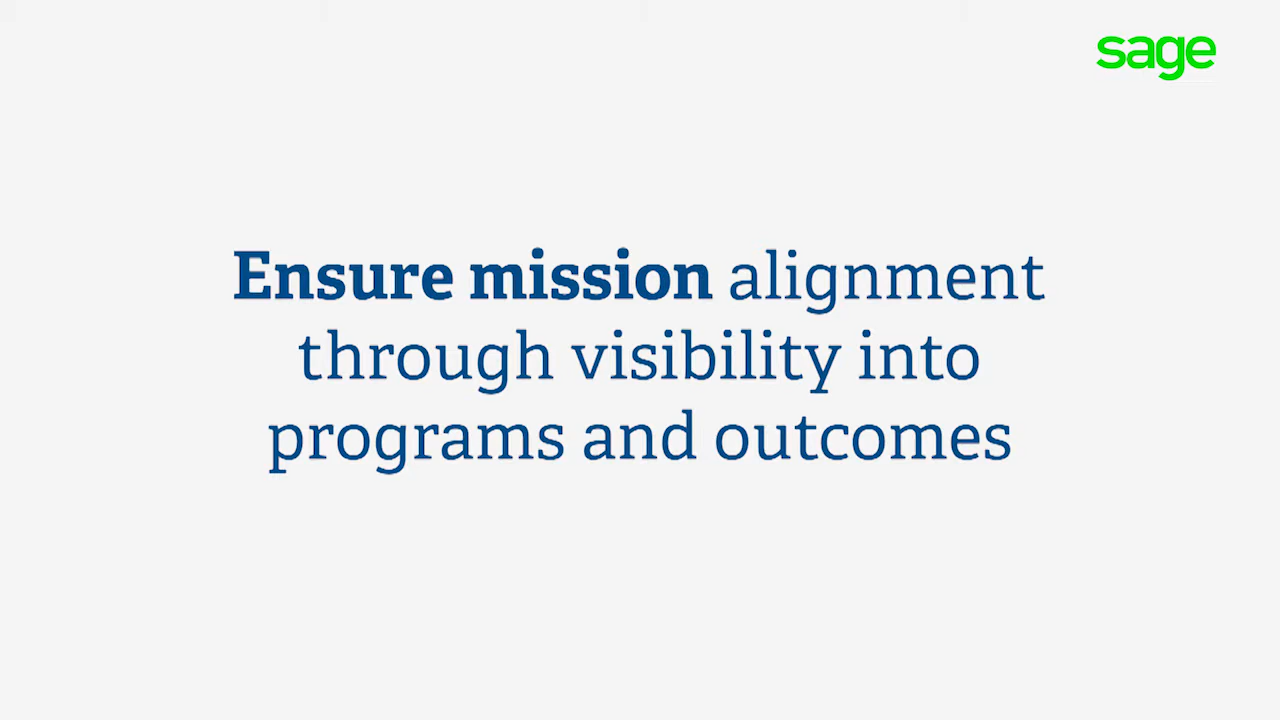 sage
Ensure mission alignment
through visibility into
programs and outcomes